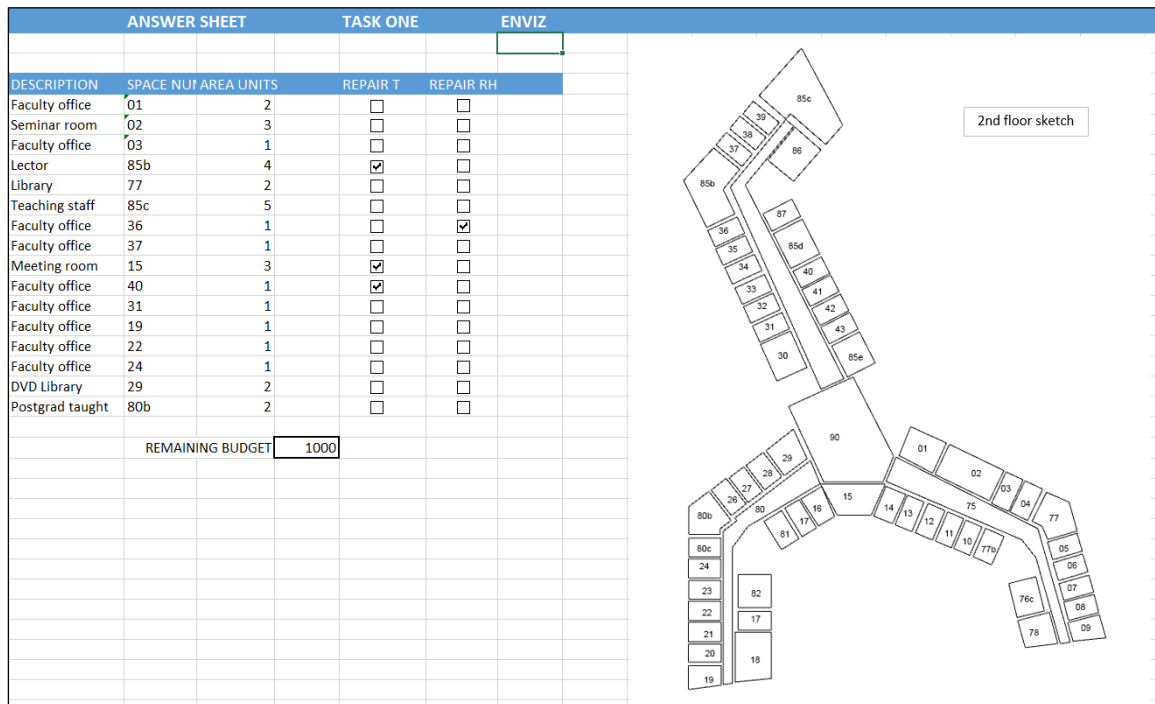 ANSWER SHEET TASK ONE ENVIZ
DESCRIPTION SPACE NUI AREA UNITS REPAIR T REPAIR RH
Faculty office 01 2
Seminar room 02 3
Faculty office 03 1
Lector 85b 4
Library 77 2
Teaching staff 85c 5
Faculty office 36 1
Faculty office 37 1
Meeting room 15 3
Faculty office 40 1
Faculty office 31 1
Faculty office 19 1
Faculty office 22 1
Faculty office 24 1
DVD Library 29 2
Postgrad taught 80b 2
REMAINING BUDGET 1000
2nd floor sketch
85c
39
38
37
86
85b
87
36
35
85d
34
40
33
41
32
42
31
43
30
85e
90
01
29
02
28
27
03
26
04
80b
80
15
16
17
81
14
13
12
11
10
77b
75
77
80c
05
24
06
23
82
07
76c
22
17
08
21
78
09
20
18
19